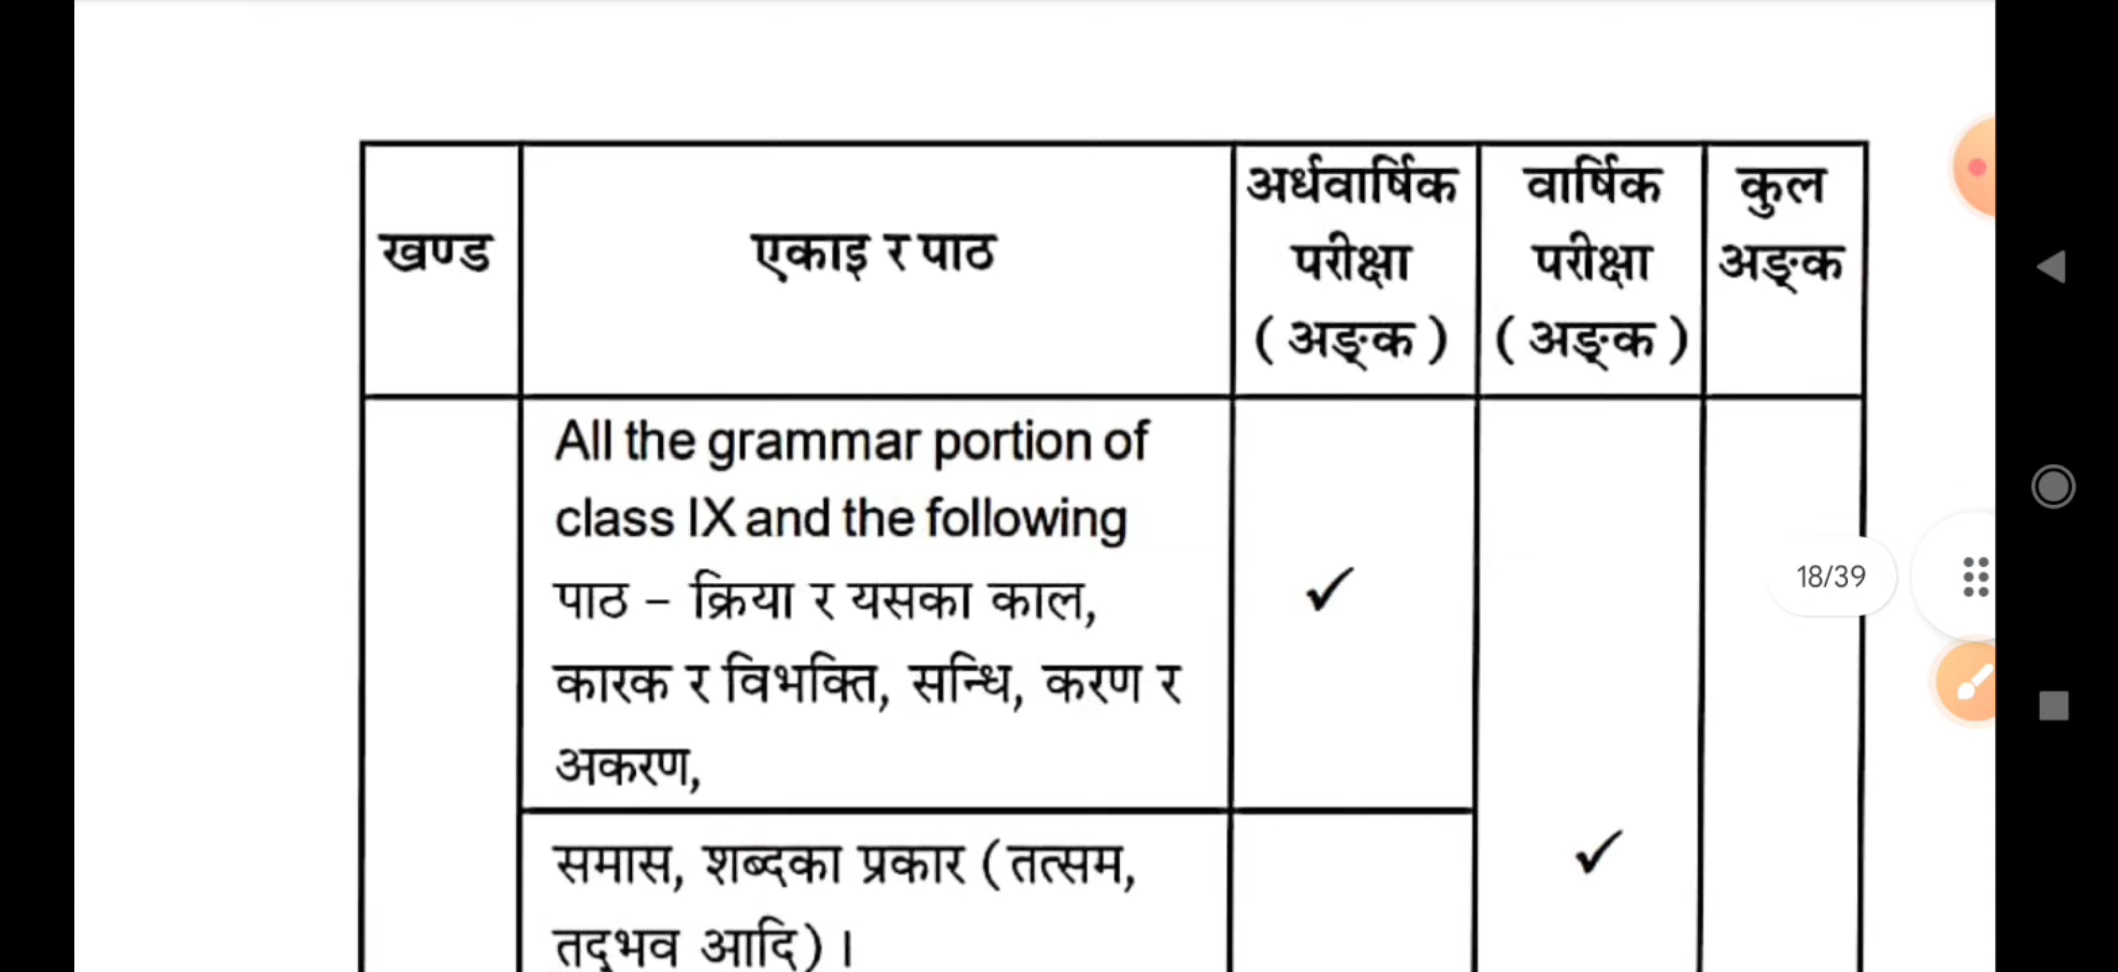 खण्ड
एकाइ र पाठ
अर्धवार्षिक
परीक्षा
( अङ्क )
वार्षिक
परीक्षा
( अङ्क )
कुल
अङ्क
All the grammar portion of
class IX and the following
पाठ – क्रिया र यसका काल,
कारक र विभक्ति, सन्धि, करण र
अकरण,
✓
समास, शब्दका प्रकार (तत्सम,
तद्भव आदि) ।
✓
18/39